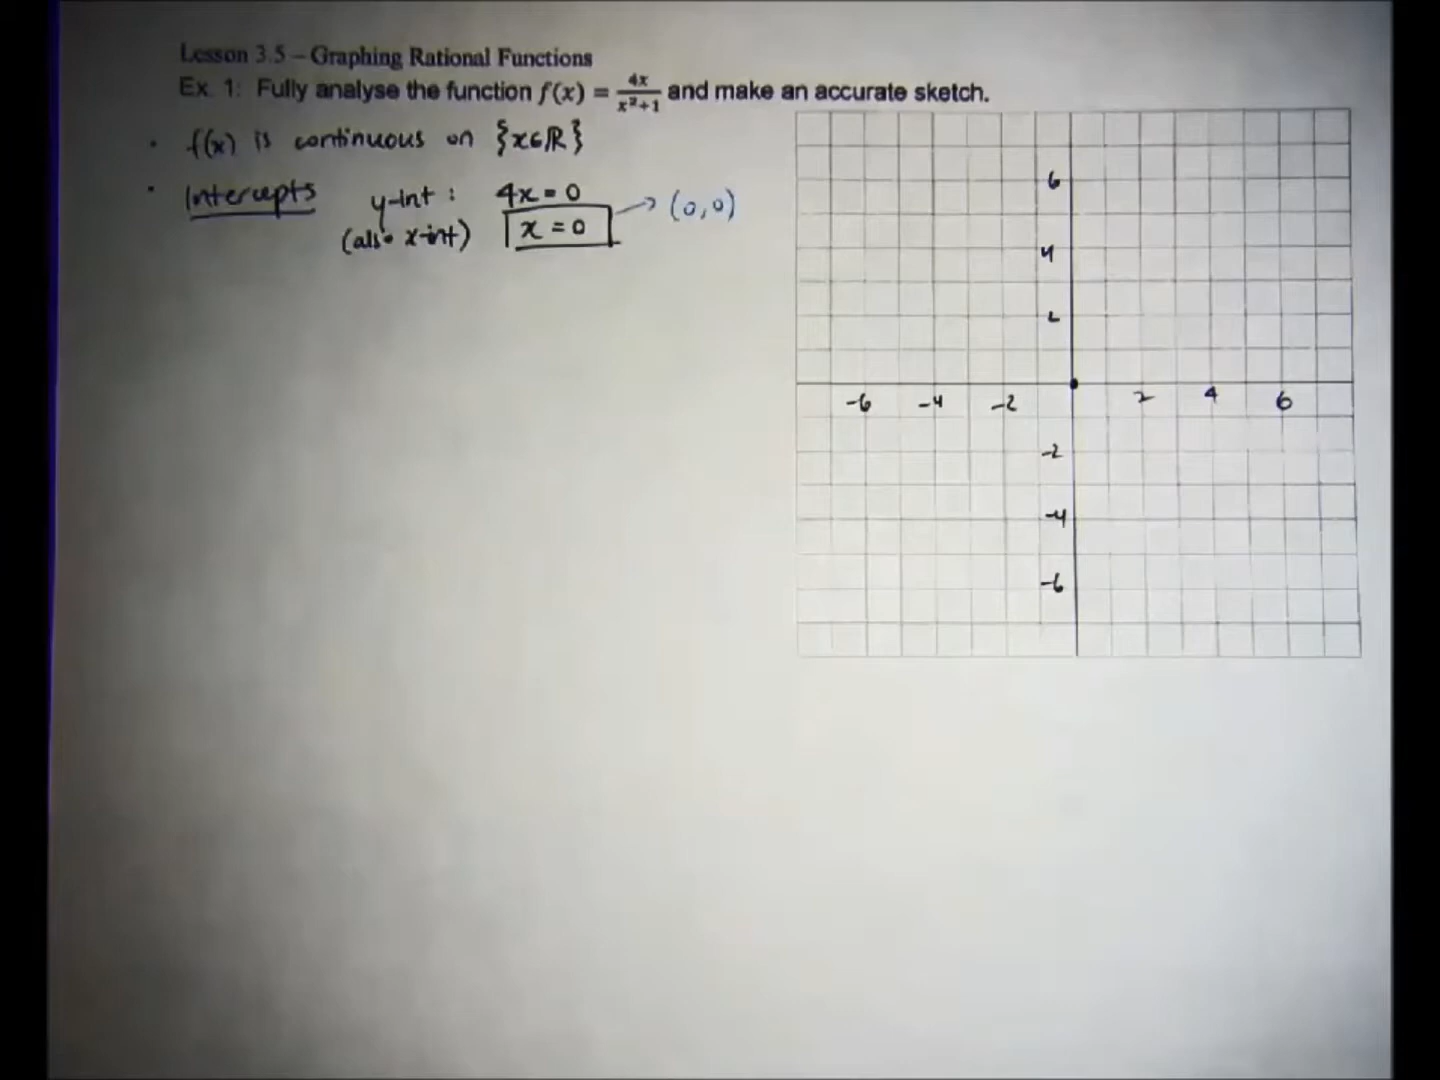 Lesson 3.5 – Graphing Rational Functions
Ex. 1: Fully analyse the function f(x) = 4x/(x²+1) and make an accurate sketch.
• f(x) is continuous on {x∈ℝ}
• Intercepts y-int : 4x = 0
(also x-int) x = 0 → (0,0)
6
4
2
-6 -4 -2 2 4 6
-2
-4
-6